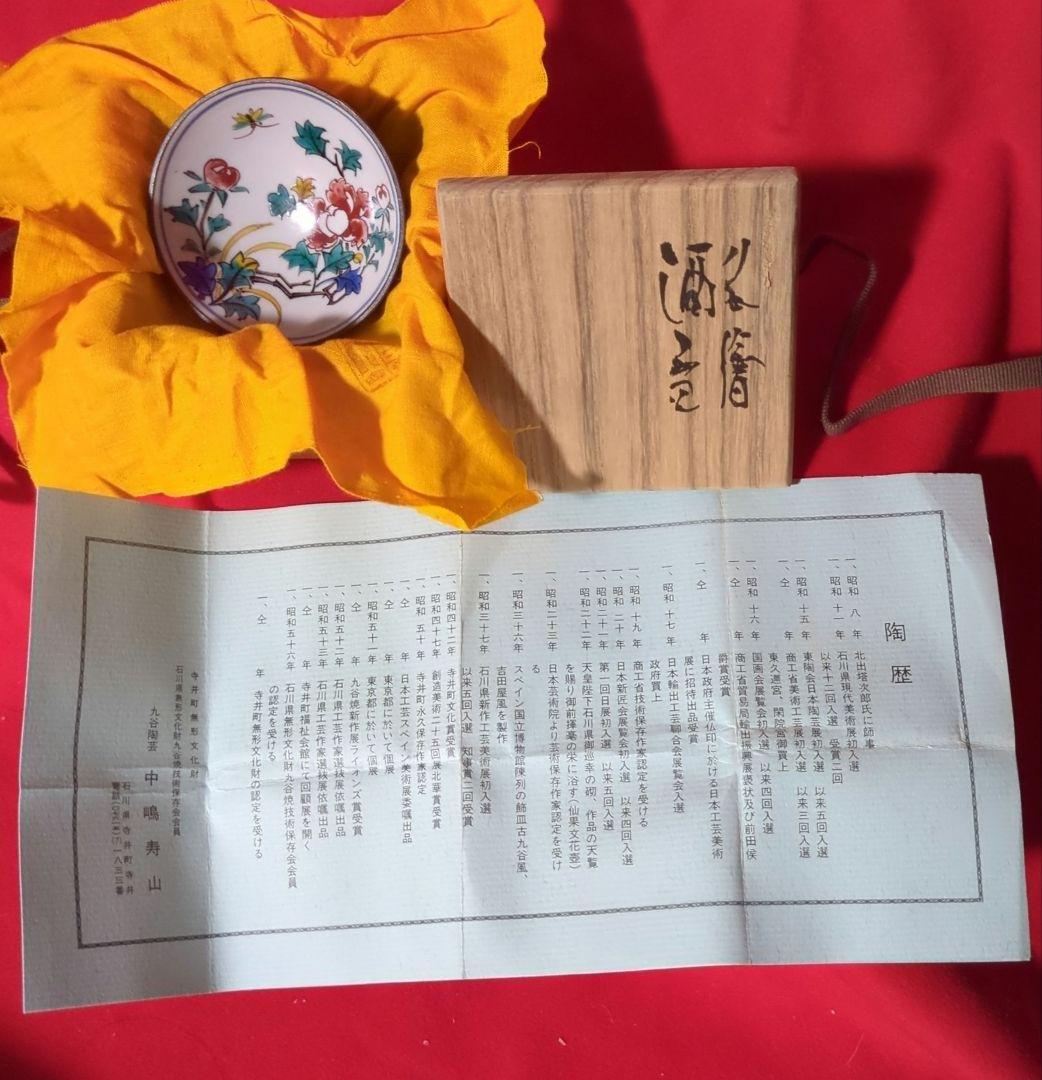 酒盃
陶歴
一、昭和 八 年 北出塔次郎氏に師事
一、昭和 十一 年 石川県現代美術展初入選 受賞二回
以来十二回入選
一、昭和 十五 年 東陶会日本陶芸展初入選 以来五回入選
一、仝 年 商工省美術工芸展初入選 以来三回入選
東久邇宮、閑院宮御買上
一、昭和 十六 年 国画会展覧会初入選 以来四回入選
一、仝 年 商工省貿易局輸出振興展褒状及び前田侯
爵賞受賞
一、仝 年 日本政府主催仏印に於ける日本工芸美術
展に招待出品受賞
一、昭和 十七 年 日本輸出工芸聯合会展覧会入選
政府買上
一、昭和 十九 年 商工省技術保存作家認定を受ける
一、昭和 二十 年 日本新匠会展覧会初入選 以来四回入選
一、昭和二十一年 第一回日展初入選 以来五回入選
一、昭和二十二年 天皇陛下石川県御巡幸の砌、作品の天覧
を賜り御前揮毫の栄に浴す(仙果文花壺)
一、昭和二十三年 日本芸術院より芸術保存作家認定を受け
る
一、昭和三十六年 スペイン国立博物館陳列の飾皿古九谷風、
吉田屋風を製作
一、昭和三十七年 石川県新作工芸美術展初入選
以来五回入選 知事賞二回受賞
一、昭和四十二年 寺井町文化賞受賞
一、昭和四十七年 創造美術二十五回展北華賞受賞
一、昭和 五十 年 寺井町永久保存作家認定
一、仝 年 日本工芸スペイン美術展委嘱出品
一、昭和五十一年 東京都に於いて個展
一、仝 年 九谷焼新作展ライオンズ賞受賞
一、昭和五十二年 石川県工芸作家選抜展依嘱出品
一、昭和五十三年 石川県工芸作家選抜展依嘱出品
一、仝 年 寺井町福祉会館にて回顧展を開く
一、昭和五十六年 石川県無形文化財九谷焼技術保存会会員
の認定を受ける
一、仝 年 寺井町無形文化財の認定を受ける
寺井町無形文化財
石川県無形文化財九谷焼技術保存会会員
九谷陶芸 中嶋寿山
石川県寺井町寺井